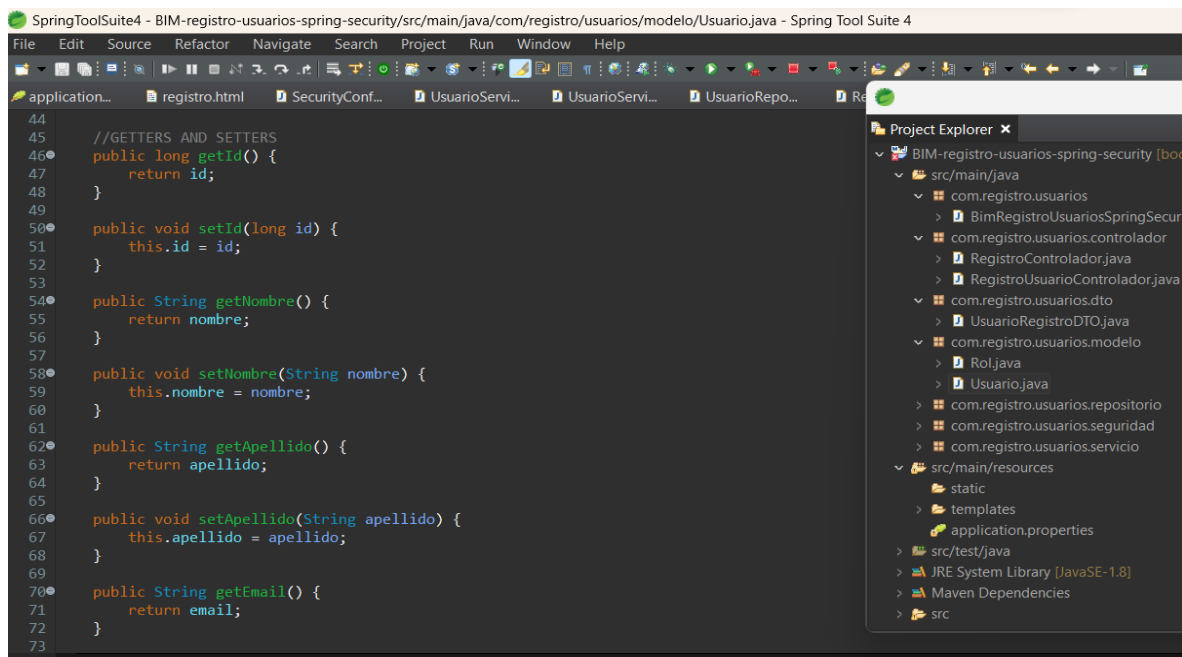 SpringToolSuite4 - BIM-registro-usuarios-spring-security/src/main/java/com/registro/usuarios/modelo/Usuario.java - Spring Tool Suite 4
File Edit Source Refactor Navigate Search Project Run Window Help
application... registro.html SecurityConf... UsuarioServi... UsuarioServi... UsuarioRepo... Re
44
45 //GETTERS AND SETTERS
46 public long getId() {
47 return id;
48 }
49
50 public void setId(long id) {
51 this.id = id;
52 }
53
54 public String getNombre() {
55 return nombre;
56 }
57
58 public void setNombre(String nombre) {
59 this.nombre = nombre;
60 }
61
62 public String getApellido() {
63 return apellido;
64 }
65
66 public void setApellido(String apellido) {
67 this.apellido = apellido;
68 }
69
70 public String getEmail() {
71 return email;
72 }
73
Project Explorer
BIM-registro-usuarios-spring-security [boo
src/main/java
com.registro.usuarios
BimRegistroUsuariosSpringSecur
com.registro.usuarios.controlador
RegistroControlador.java
RegistroUsuarioControlador.java
com.registro.usuarios.dto
UsuarioRegistroDTO.java
com.registro.usuarios.modelo
Rol.java
Usuario.java
com.registro.usuarios.repositorio
com.registro.usuarios.seguridad
com.registro.usuarios.servicio
src/main/resources
static
templates
application.properties
src/test/java
JRE System Library [JavaSE-1.8]
Maven Dependencies
src